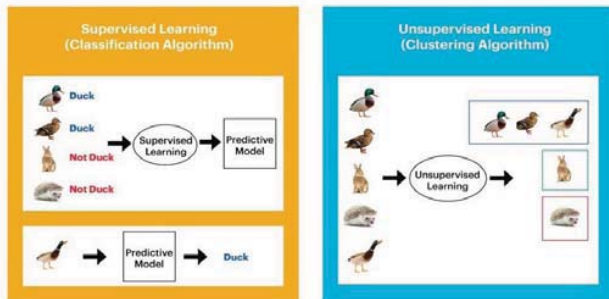 Supervised Learning
(Classification Algorithm)
Duck
Duck
Not Duck
Not Duck
Supervised
Learning
Predictive
Model
Predictive
Model
Duck
Unsupervised Learning
(Clustering Algorithm)
Unsupervised
Learning